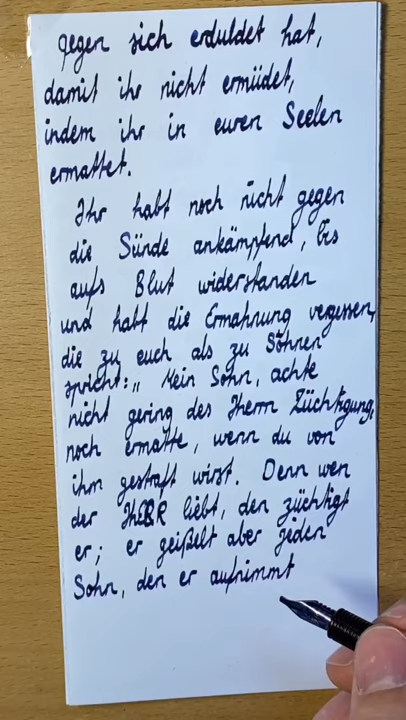 gegen sich erduldet hat,
damit ihr nicht ermüdet,
indem ihr in euren Seelen
ermattet.
Ihr habt noch nicht gegen
die Sünde ankämpfend, bis
aufs Blut widerstanden
und habt die Ermahnung vergessen,
die zu euch als zu Söhnen
spricht: „Mein Sohn, achte
nicht gering des Herrn Züchtigung,
noch ermatte, wenn du von
ihm gestraft wirst. Denn wen
der HERR liebt, den züchtigt
er; er geißelt aber jeden
Sohn, den er aufnimmt